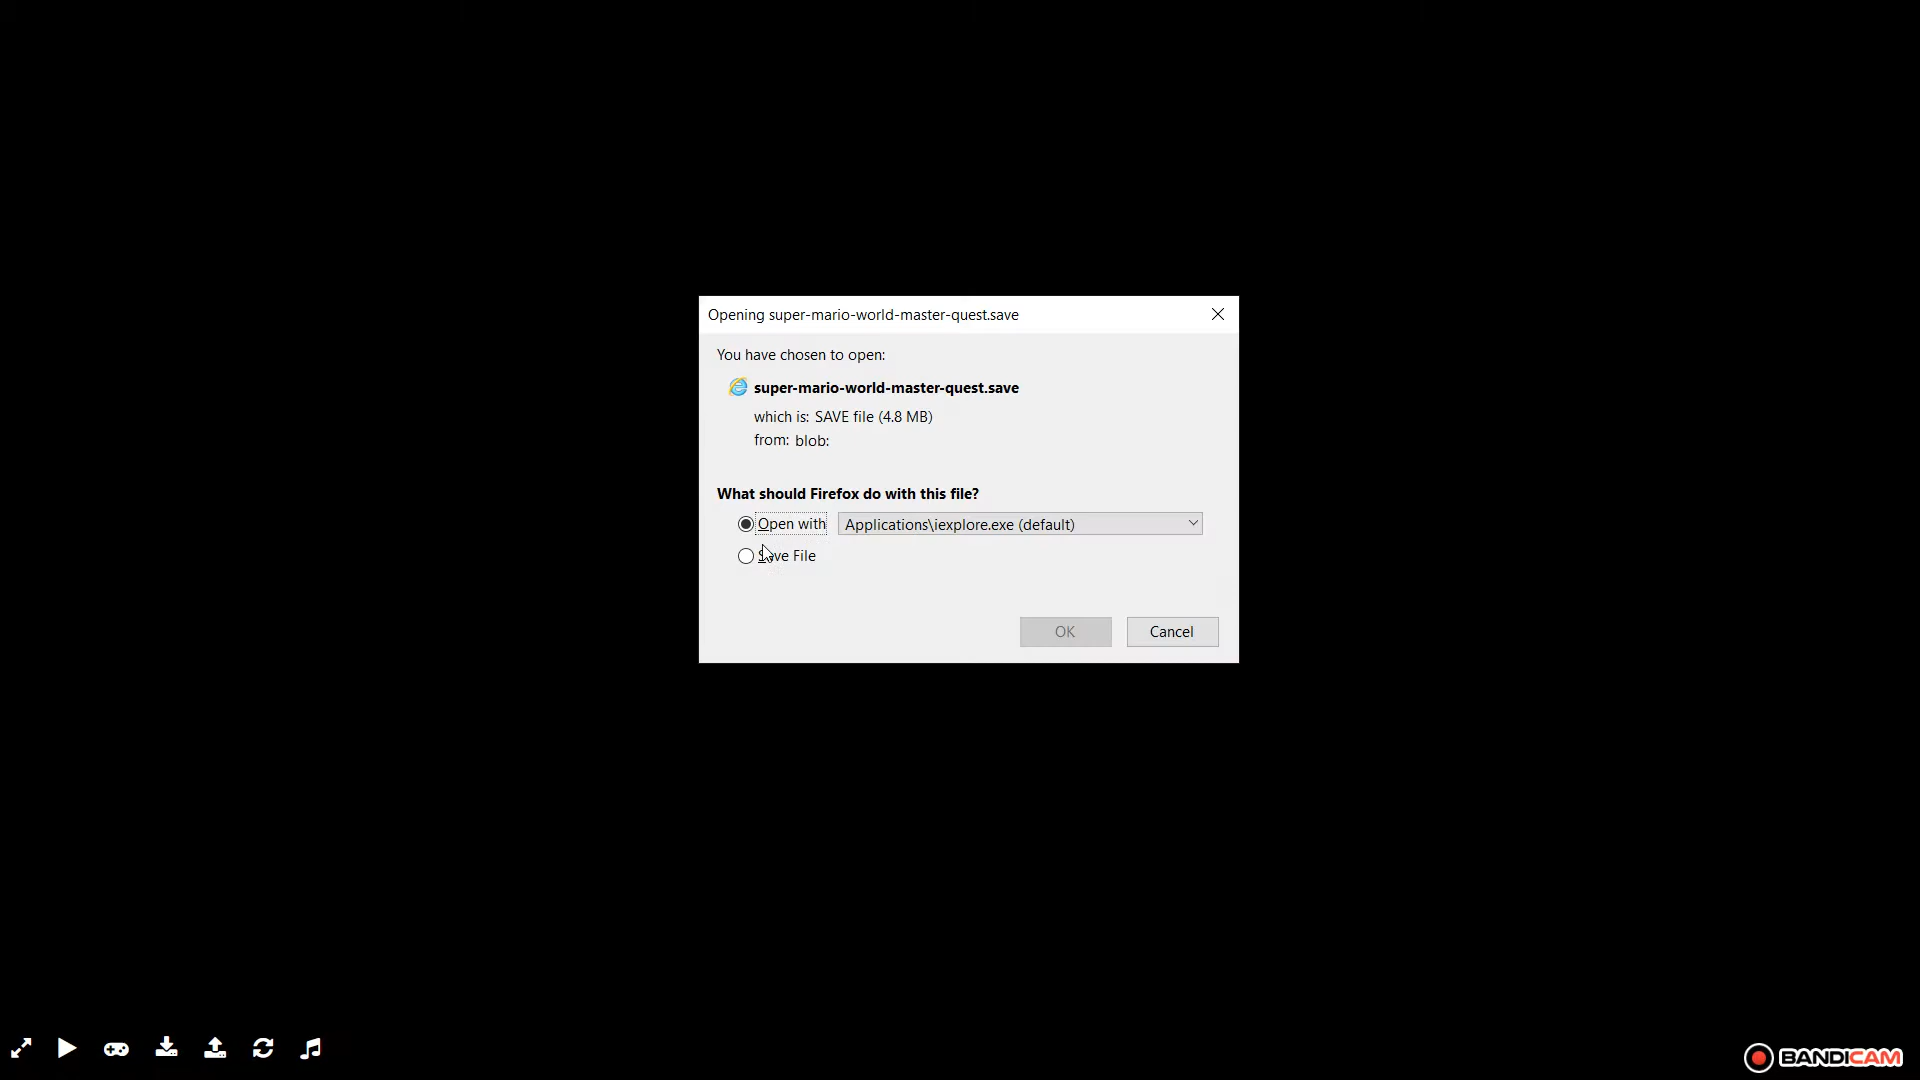 Opening super-mario-world-master-quest.save
You have chosen to open:
super-mario-world-master-quest.save
which is: SAVE file (4.8 MB)
from: blob:
What should Firefox do with this file?
Open with Applications\iexplore.exe (default)
Save File
OK Cancel
BANDICAM